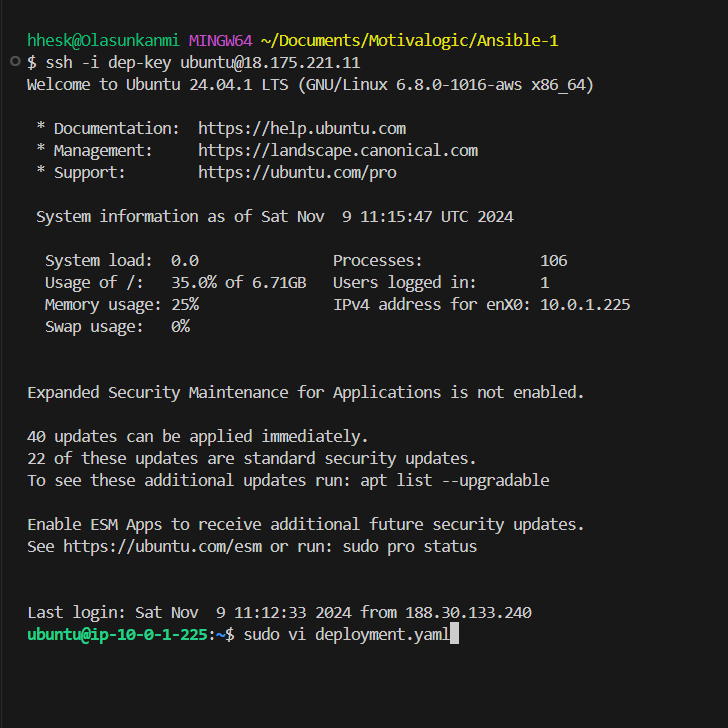 hhesk@Olasunkanmi MINGW64 ~/Documents/Motivalogic/Ansible-1
$ ssh -i dep-key ubuntu@18.175.221.11
Welcome to Ubuntu 24.04.1 LTS (GNU/Linux 6.8.0-1016-aws x86_64)
* Documentation:  https://help.ubuntu.com
* Management:     https://landscape.canonical.com
* Support:        https://ubuntu.com/pro
System information as of Sat Nov  9 11:15:47 UTC 2024
System load:  0.0               Processes:             106
Usage of /:   35.0% of 6.71GB   Users logged in:       1
Memory usage: 25%               IPv4 address for enX0: 10.0.1.225
Swap usage:   0%
Expanded Security Maintenance for Applications is not enabled.
40 updates can be applied immediately.
22 of these updates are standard security updates.
To see these additional updates run: apt list --upgradable
Enable ESM Apps to receive additional future security updates.
See https://ubuntu.com/esm or run: sudo pro status
Last login: Sat Nov  9 11:12:33 2024 from 188.30.133.240
ubuntu@ip-10-0-1-225:~$ sudo vi deployment.yaml